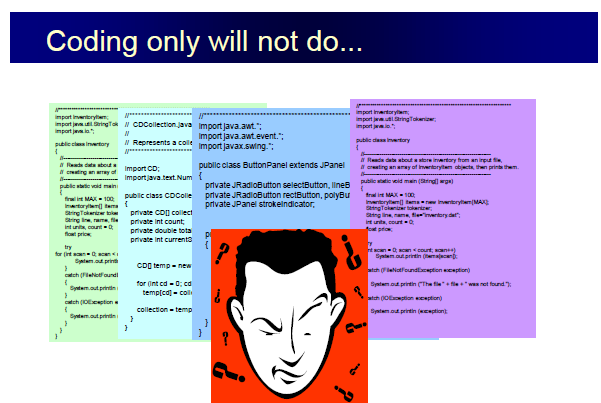 Coding only will not do...
//********************
import InventoryItem;
import java.util.StringTok
import java.io.*;
public class Inventory
{
//--------------------
// Reads data about a
// creating an array of
//--------------------
public static void main
{
final int MAX = 100;
InventoryItem[] items
StringTokenizer toke
String line, name, file
int units, count = 0;
float price;
try
for (int scan = 0; scan <
System.out.println
}
catch (FileNotFound
{
System.out.println
}
catch (IOException e
{
System.out.println
}
}
}
//********************
// CDCollection.java
//
// Represents a colle
//********************
import CD;
import java.text.Num
public class CDColle
{
private CD[] collect
private int count;
private double tota
private int currentS
CD[] temp = new
for (int cd = 0; cd
temp[cd] = collec
collection = temp
}
}
//********************
import java.awt.*;
import java.awt.event.*;
import javax.swing.*;
public class ButtonPanel extends JPanel
{
private JRadioButton selectButton, lineB
private JRadioButton rectButton, polyBu
private JPanel strokeIndicator;
{
}
}
//********************
import InventoryItem;
import java.util.StringTokenizer;
import java.io.*;
public class Inventory
{
//--------------------
// Reads data about a store inventory from an input file,
// creating an array of InventoryItem objects, then prints them.
//--------------------
public static void main (String[] args)
{
final int MAX = 100;
InventoryItem[] items = new InventoryItem[MAX];
StringTokenizer tokenizer;
String line, name, file="inventory.dat";
int units, count = 0;
float price;
try
for (int scan = 0; scan < count; scan++)
System.out.println (items[scan]);
}
catch (FileNotFoundException exception)
{
System.out.println ("The file " + file + " was not found.");
}
catch (IOException exception)
{
System.out.println (exception);
}
}
}